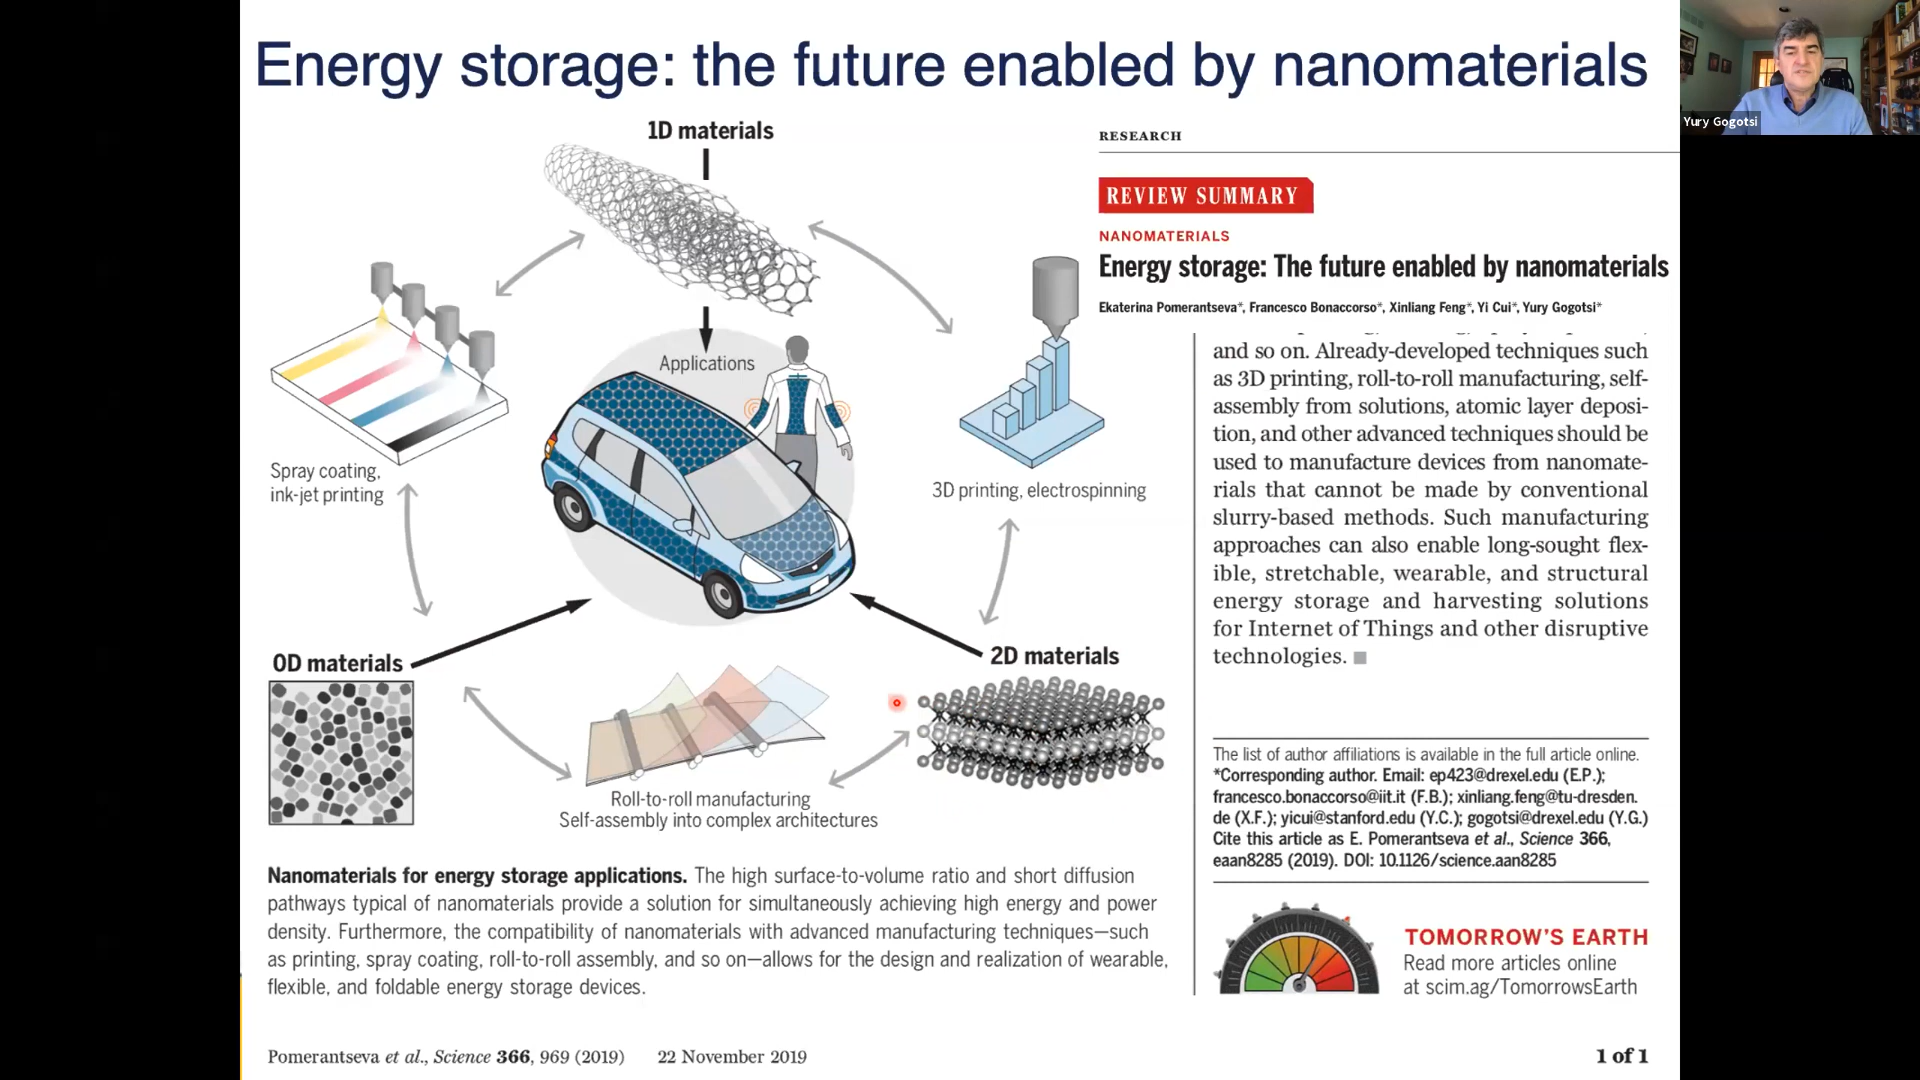 Energy storage: the future enabled by nanomaterials
Yury Gogotsi
1D materials
Applications
Spray coating,
ink-jet printing
3D printing, electrospinning
0D materials
2D materials
Roll-to-roll manufacturing
Self-assembly into complex architectures
Nanomaterials for energy storage applications. The high surface-to-volume ratio and short diffusion
pathways typical of nanomaterials provide a solution for simultaneously achieving high energy and power
density. Furthermore, the compatibility of nanomaterials with advanced manufacturing techniques—such
as printing, spray coating, roll-to-roll assembly, and so on—allows for the design and realization of wearable,
flexible, and foldable energy storage devices.
RESEARCH
REVIEW SUMMARY
NANOMATERIALS
Energy storage: The future enabled by nanomaterials
Ekaterina Pomerantseva*, Francesco Bonaccorso*, Xinliang Feng*, Yi Cui*, Yury Gogotsi*
and so on. Already-developed techniques such
as 3D printing, roll-to-roll manufacturing, self-
assembly from solutions, atomic layer deposi-
tion, and other advanced techniques should be
used to manufacture devices from nanomate-
rials that cannot be made by conventional
slurry-based methods. Such manufacturing
approaches can also enable long-sought flex-
ible, stretchable, wearable, and structural
energy storage and harvesting solutions
for Internet of Things and other disruptive
technologies.
The list of author affiliations is available in the full article online.
*Corresponding author. Email: ep423@drexel.edu (E.P.);
francesco.bonaccorso@iit.it (F.B.); xinliang.feng@tu-dresden.
de (X.F.); yicui@stanford.edu (Y.C.); gogotsi@drexel.edu (Y.G.)
Cite this article as E. Pomerantseva et al., Science 366,
eaan8285 (2019). DOI: 10.1126/science.aan8285
TOMORROW'S EARTH
Read more articles online
at scim.ag/TomorrowsEarth
Pomerantseva et al., Science 366, 969 (2019) 22 November 2019
1 of 1